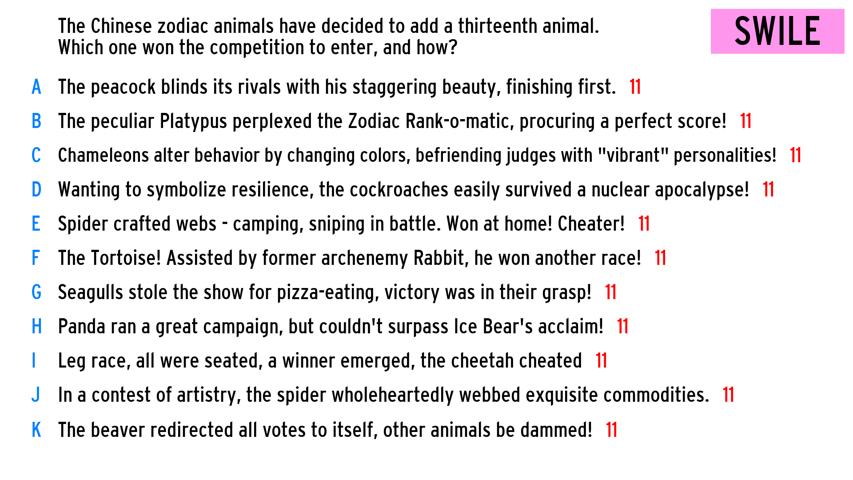 The Chinese zodiac animals have decided to add a thirteenth animal.
Which one won the competition to enter, and how?
SWILE
A The peacock blinds its rivals with his staggering beauty, finishing first. 11
B The peculiar Platypus perplexed the Zodiac Rank-o-matic, procuring a perfect score! 11
C Chameleons alter behavior by changing colors, befriending judges with "vibrant" personalities! 11
D Wanting to symbolize resilience, the cockroaches easily survived a nuclear apocalypse! 11
E Spider crafted webs - camping, sniping in battle. Won at home! Cheater! 11
F The Tortoise! Assisted by former archenemy Rabbit, he won another race! 11
G Seagulls stole the show for pizza-eating, victory was in their grasp! 11
H Panda ran a great campaign, but couldn't surpass Ice Bear's acclaim! 11
I Leg race, all were seated, a winner emerged, the cheetah cheated 11
J In a contest of artistry, the spider wholeheartedly webbed exquisite commodities. 11
K The beaver redirected all votes to itself, other animals be dammed! 11